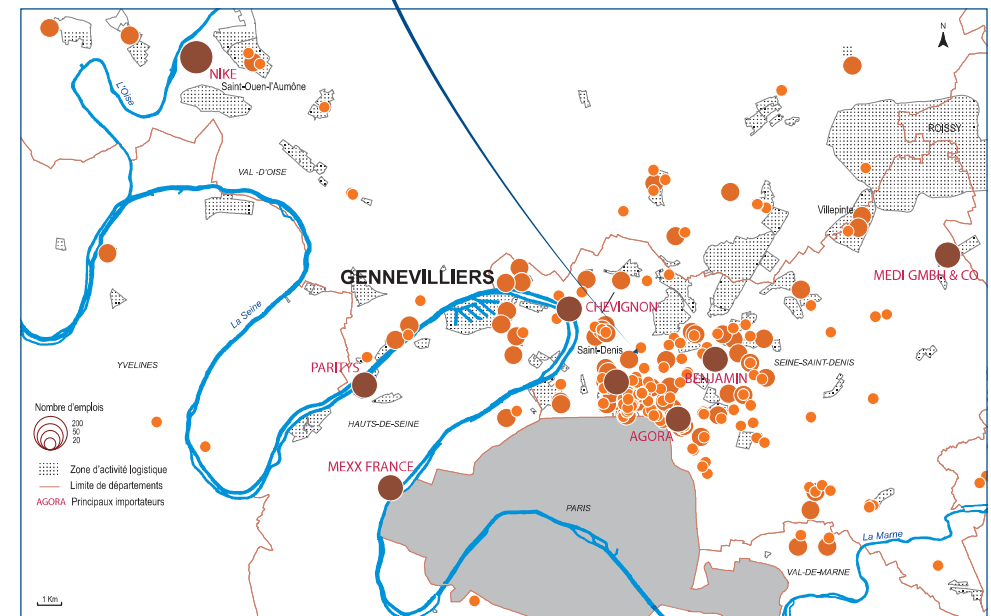 N
NIKE
L'Oise
Saint-Ouen-l'Aumône
ROISSY
VAL -D'OISE
Villepinte
MEDI GMBH & CO
GENNEVILLIERS
CHEVIGNON
La Seine
Saint-Denis
YVELINES
PARITYS
BENJAMIN
SEINE-SAINT-DENIS
Nombre d'emplois
200
50
20
HAUTS-DE-SEINE
AGORA
Zone d'activité logistique
MEXX FRANCE
Limite de départements
AGORA Principaux importateurs
PARIS
La Marne
VAL-DE-MARNE
1 Km